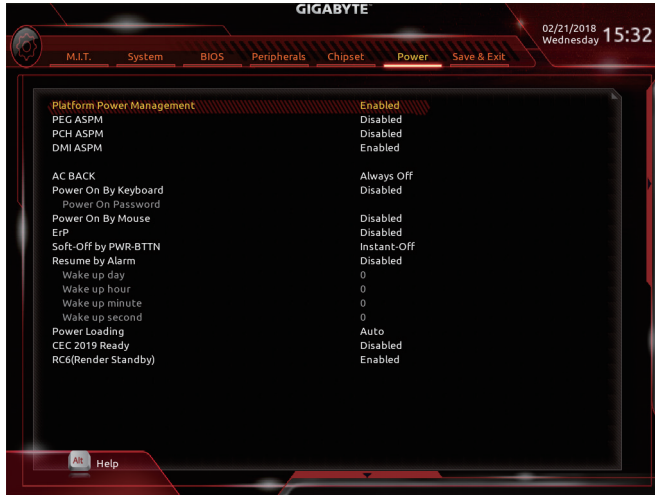 GIGABYTE
02/21/2018 15:32
Wednesday
M.I.T. System BIOS Peripherals Chipset Power Save & Exit
Platform Power Management Enabled
PEG ASPM Disabled
PCH ASPM Disabled
DMI ASPM Enabled
AC BACK Always Off
Power On By Keyboard Disabled
Power On Password
Power On By Mouse Disabled
ErP Disabled
Soft-Off by PWR-BTTN Instant-Off
Resume by Alarm Disabled
Wake up day 0
Wake up hour 0
Wake up minute 0
Wake up second 0
Power Loading Auto
CEC 2019 Ready Disabled
RC6(Render Standby) Enabled
Alt Help